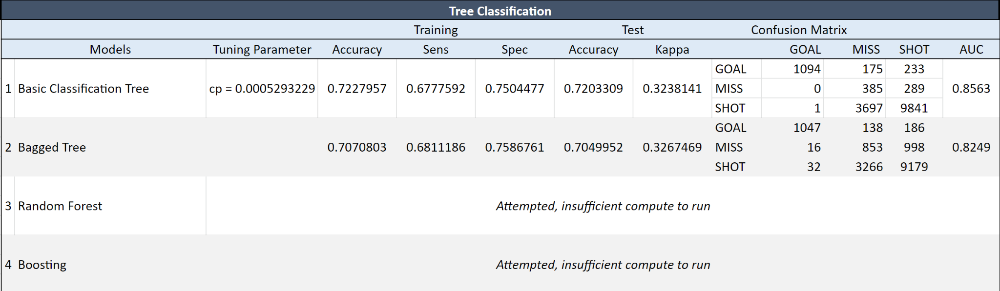 Tree Classification
Training Test Confusion Matrix
Models Tuning Parameter Accuracy Sens Spec Accuracy Kappa GOAL MISS SHOT AUC
GOAL 1094 175 233
1 Basic Classification Tree cp = 0.0005293229 0.7227957 0.6777592 0.7504477 0.7203309 0.3238141 MISS 0 385 289 0.8563
SHOT 1 3697 9841
GOAL 1047 138 186
2 Bagged Tree 0.7070803 0.6811186 0.7586761 0.7049952 0.3267469 MISS 16 853 998 0.8249
SHOT 32 3266 9179
3 Random Forest Attempted, insufficient compute to run
4 Boosting Attempted, insufficient compute to run